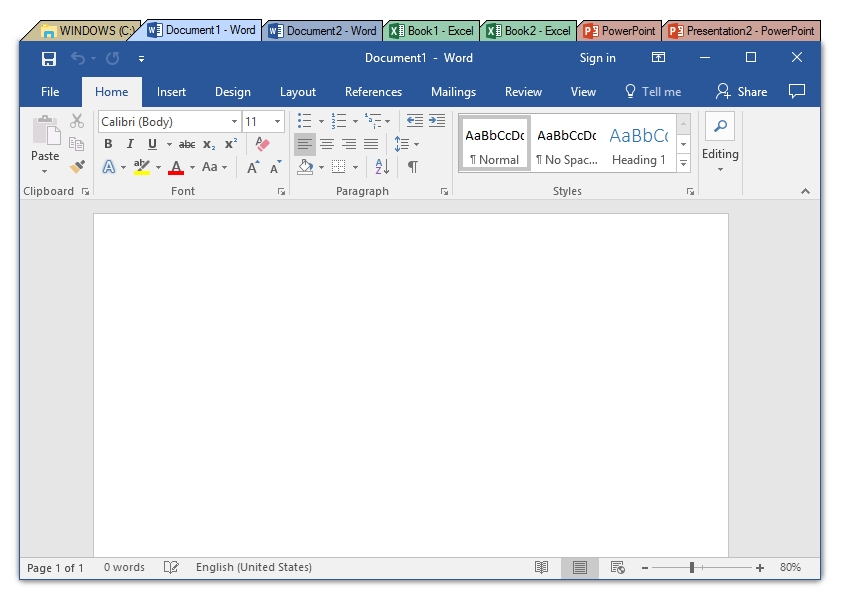 WINDOWS (C:) Document1 - Word Document2 - Word Book1 - Excel Book2 - Excel PowerPoint Presentation2 - PowerPoint
Document1 - Word Sign in
File Home Insert Design Layout References Mailings Review View Tell me Share
Paste Calibri (Body) 11 AaBbCcDc AaBbCcDc AaBbCc Editing
B I U abc x₂ x²
¶ Normal ¶ No Spac... Heading 1
A aby A Aa A A A Z ¶
Clipboard Font Paragraph Styles
Page 1 of 1 0 words English (United States) 80%